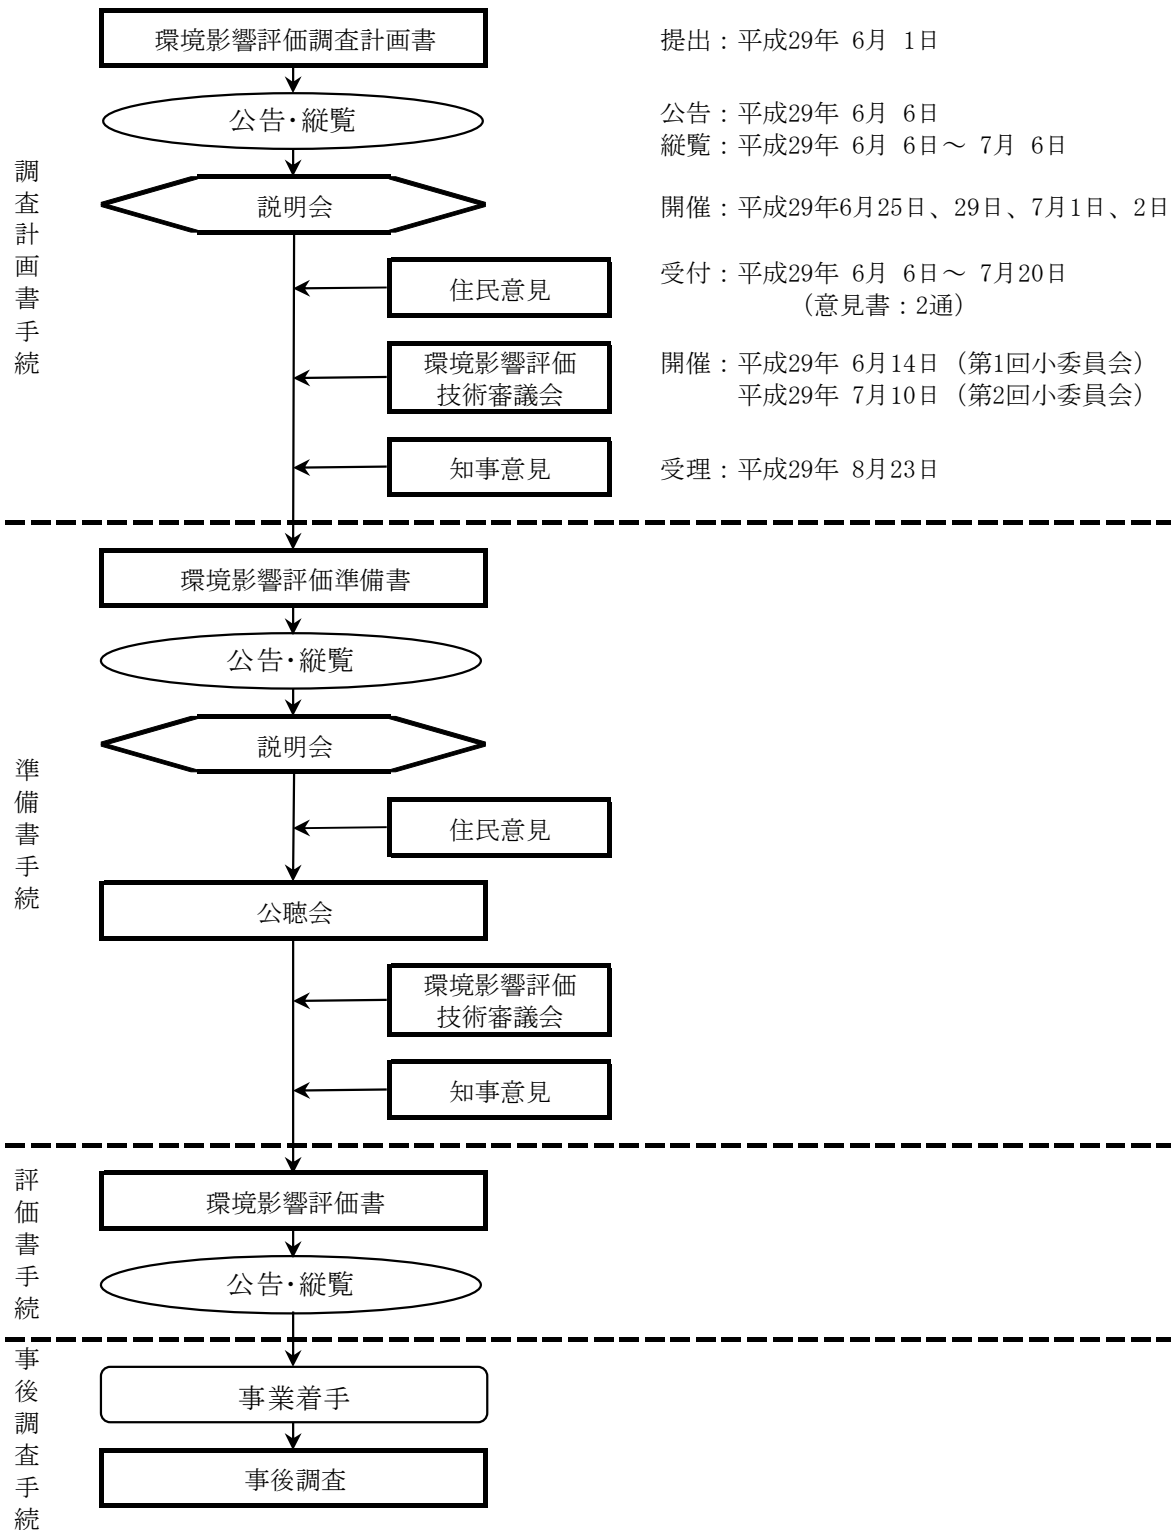 調査計画書手続
環境影響評価調査計画書
提出：平成29年 6月 1日
公告・縦覧
公告：平成29年 6月 6日
縦覧：平成29年 6月 6日～ 7月 6日
説明会
開催：平成29年6月25日、29日、7月1日、2日
住民意見
受付：平成29年 6月 6日～ 7月20日
（意見書：2通）
環境影響評価
技術審議会
開催：平成29年 6月14日（第1回小委員会）
平成29年 7月10日（第2回小委員会）
知事意見
受理：平成29年 8月23日
準備書手続
環境影響評価準備書
公告・縦覧
説明会
住民意見
公聴会
環境影響評価
技術審議会
知事意見
評価書手続
環境影響評価書
公告・縦覧
事後調査手続
事業着手
事後調査